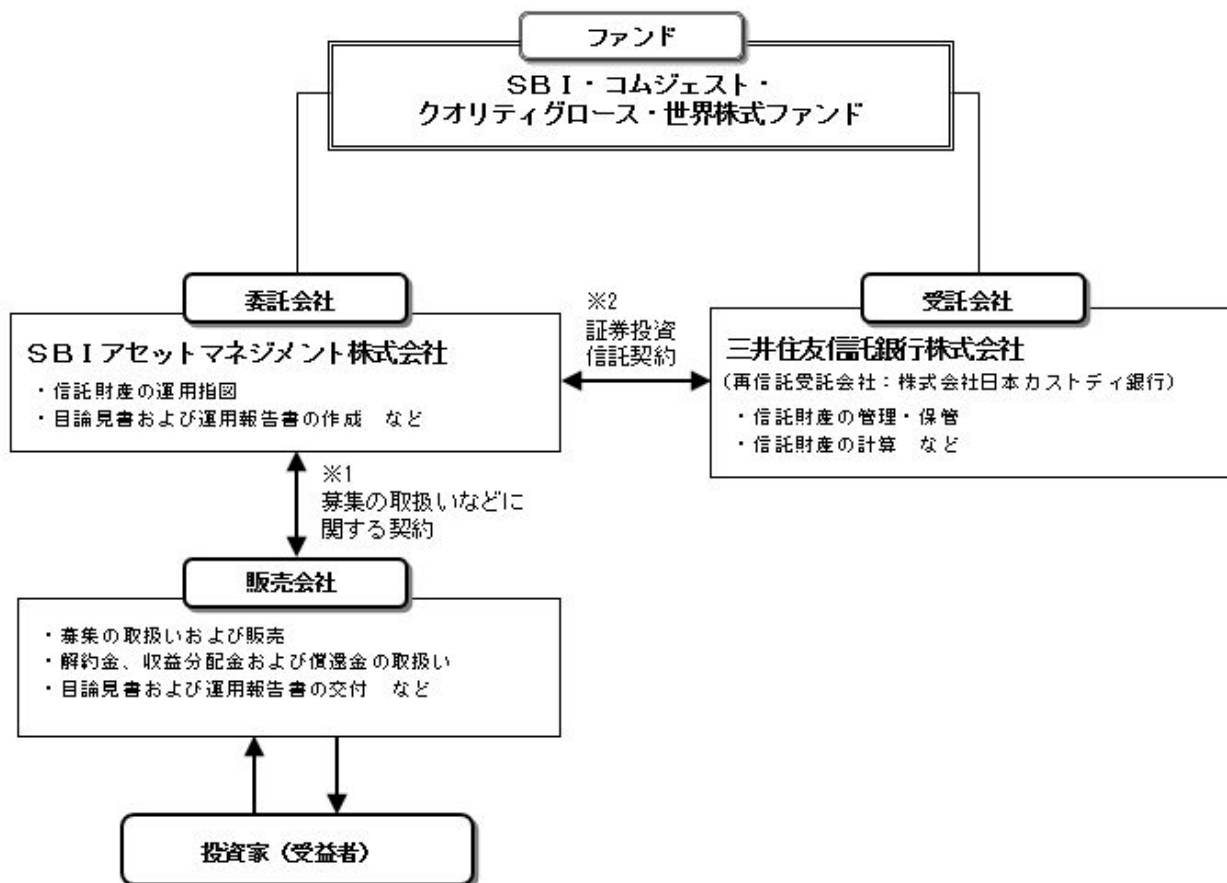 ファンド
SBI・コムジェスト・
クオリティグロース・世界株式ファンド
委託会社
SBIアセットマネジメント株式会社
・信託財産の運用指図
・目論見書および運用報告書の作成 など
※2
証券投資
信託契約
受託会社
三井住友信託銀行株式会社
(再信託受託会社：株式会社日本カストディ銀行)
・信託財産の管理・保管
・信託財産の計算 など
※1
募集の取扱いなどに
関する契約
販売会社
・募集の取扱いおよび販売
・解約金、収益分配金および償還金の取扱い
・目論見書および運用報告書の交付 など
投資家(受益者)